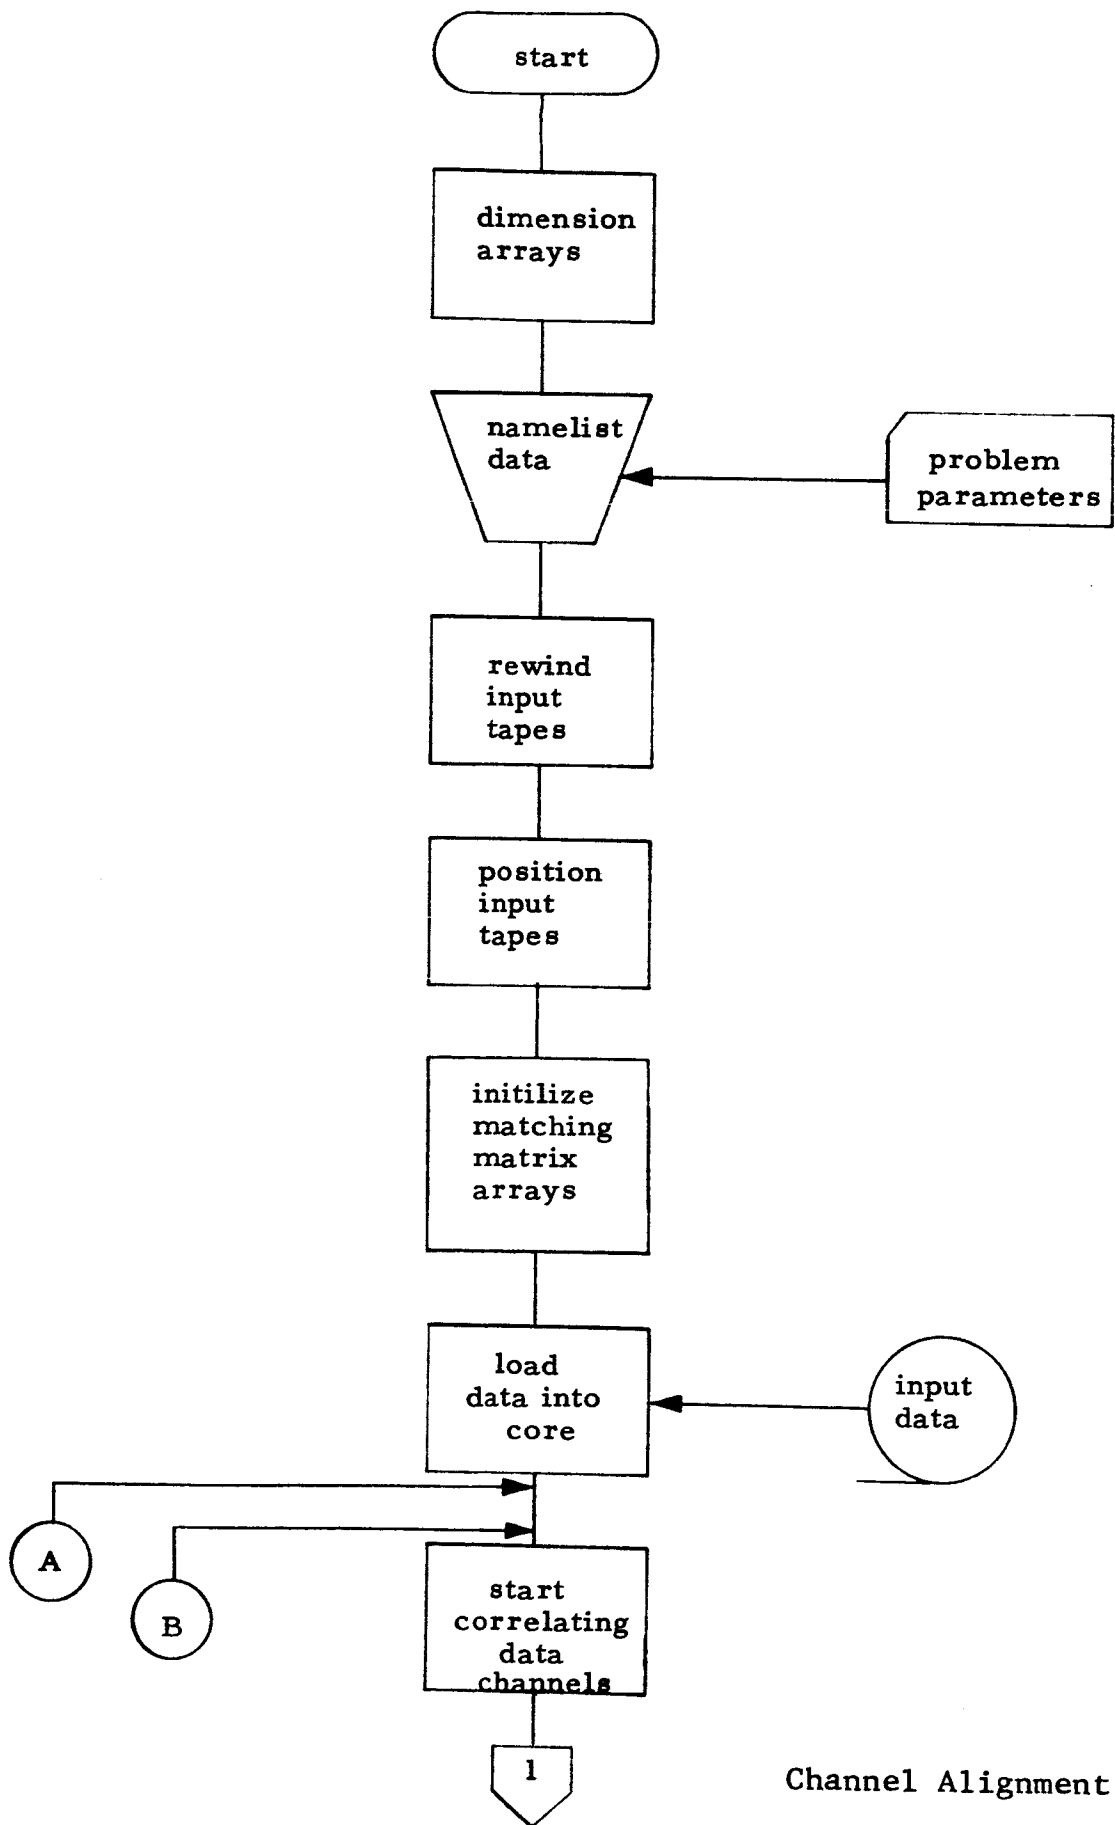 start
dimension
arrays
namelist
data
problem
parameters
rewind
input
tapes
position
input
tapes
initilize
matching
matrix
arrays
load
data into
core
input
data
A
B
start
correlating
data
channels
1
Channel Alignment